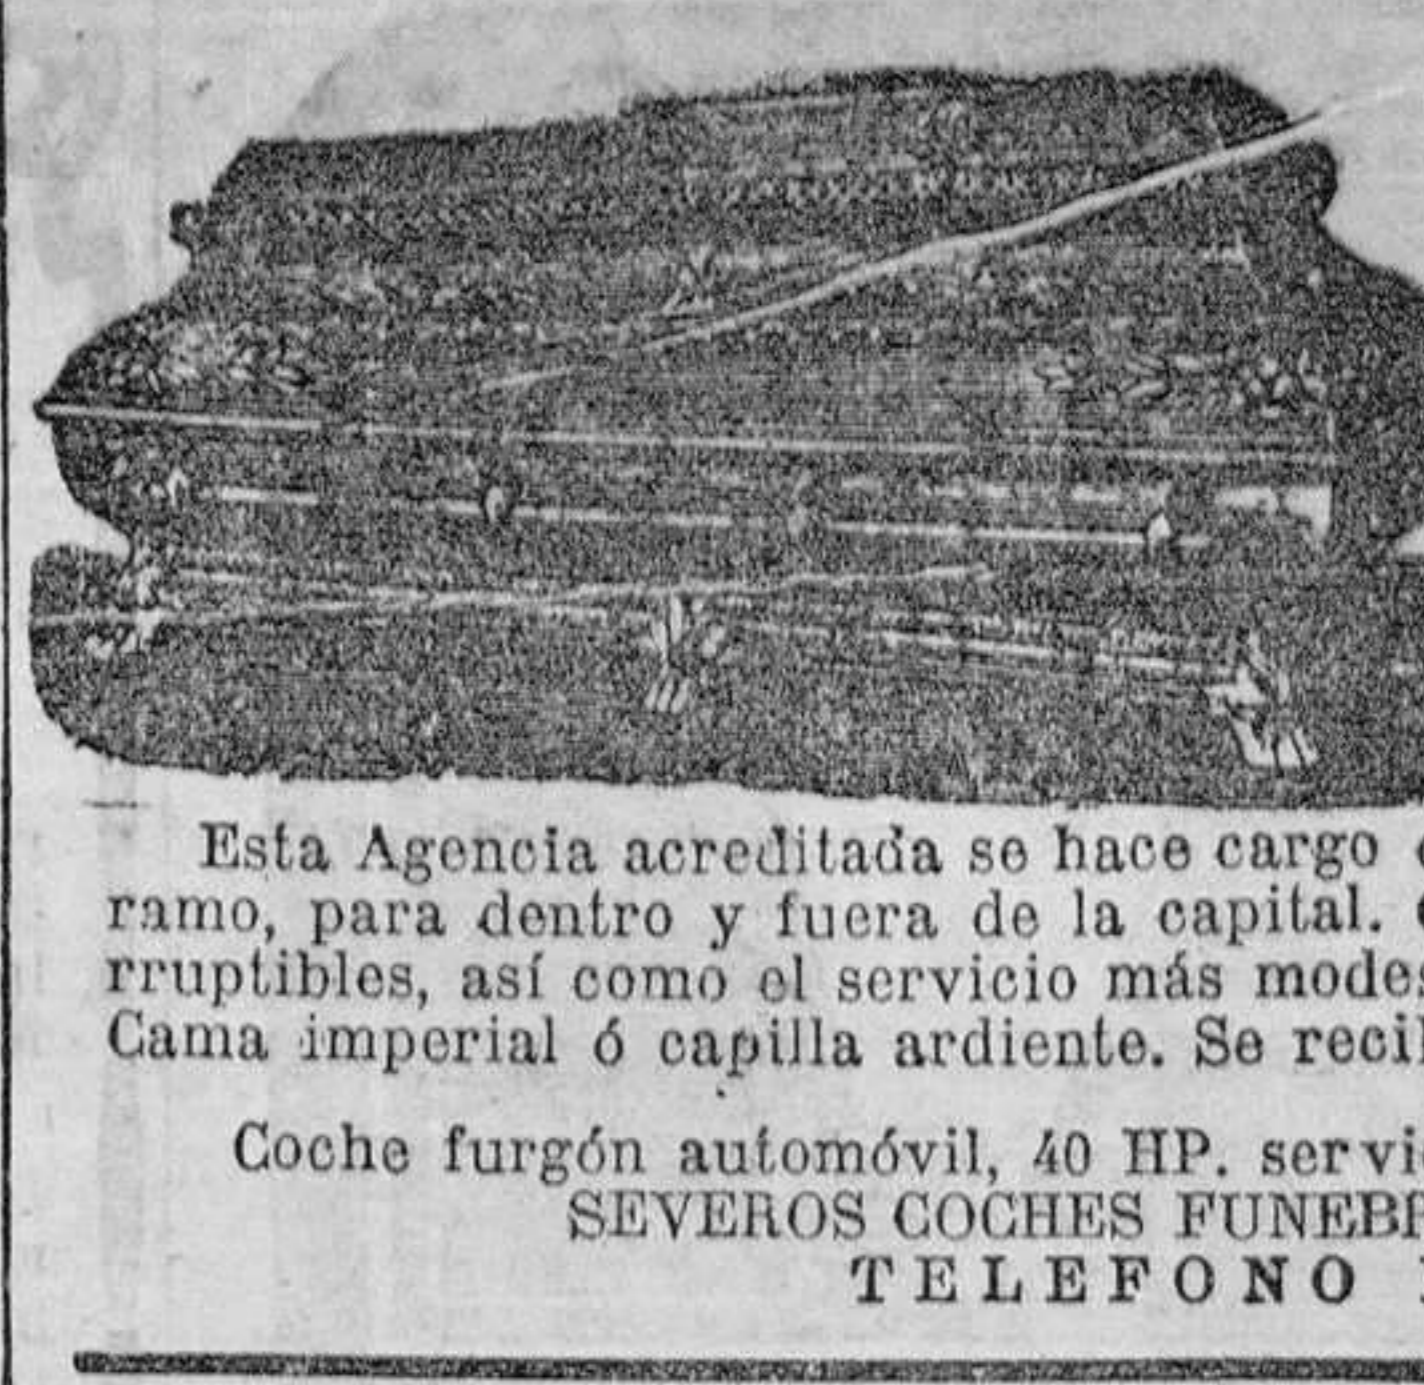 Esta Agencia acreditada se hace cargo
ramo, para dentro y fuera de la capital.
rruptibles, así como el servicio más
Cama imperial ó capilla ardiente. Se
Coche furgón automóvil, 40 HP.
SEVEROS COCHES
TELEFONO